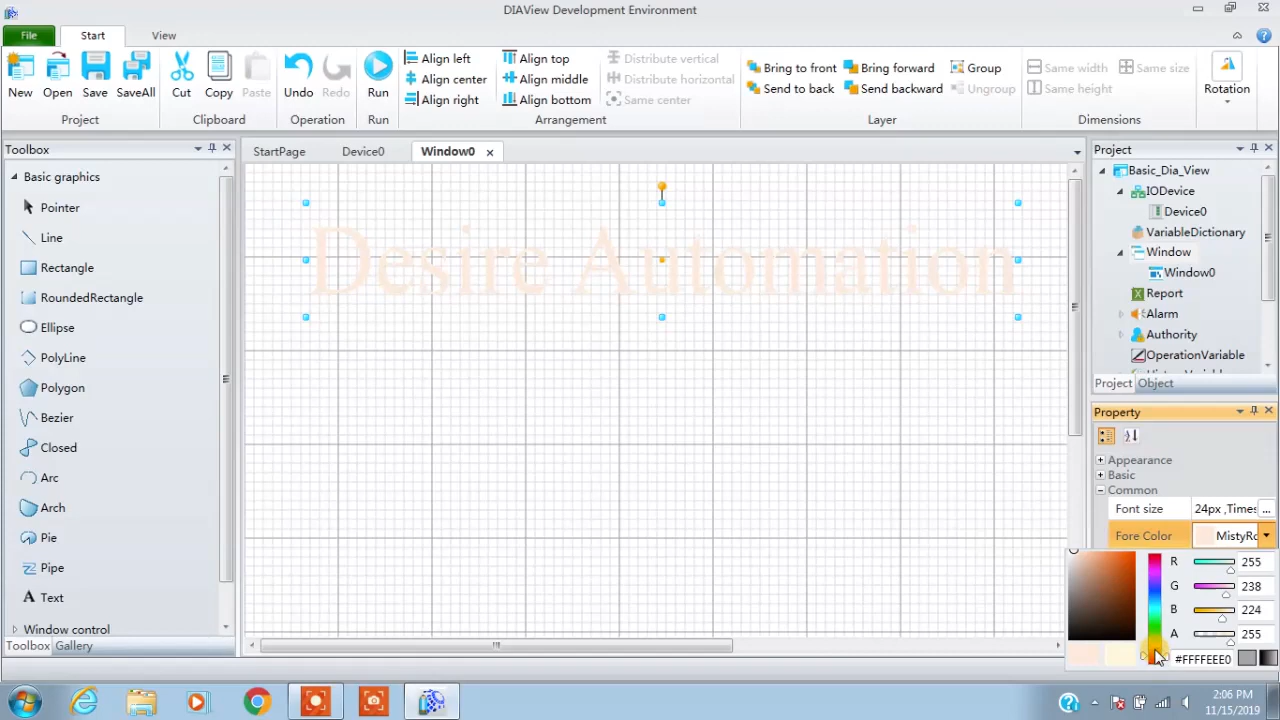 DIAView Development Environment
File Start View
New Open Save SaveAll
Project
Cut Copy Paste
Clipboard
Undo Redo
Operation
Run
Run
Align left Align top Distribute vertical
Align center Align middle Distribute horizontal
Align right Align bottom Same center
Arrangement
Bring to front Bring forward Group
Send to back Send backward Ungroup
Layer
Same width Same size
Same height
Dimensions
Rotation
Toolbox
Basic graphics
Pointer
Line
Rectangle
RoundedRectangle
Ellipse
PolyLine
Polygon
Bezier
Closed
Arc
Arch
Pie
Pipe
Text
Window control
Toolbox Gallery
StartPage Device0 Window0
Desire Automation
Project
Basic_Dia_View
IODevice
Device0
VariableDictionary
Window
Window0
Report
Alarm
Authority
OperationVariable
Project Object
Property
Appearance
Basic
Common
Font size 24px ,Times ...
Fore Color MistyRo
R 255
G 238
B 224
A 255
#FFFFEEE0
2:06 PM
11/15/2019